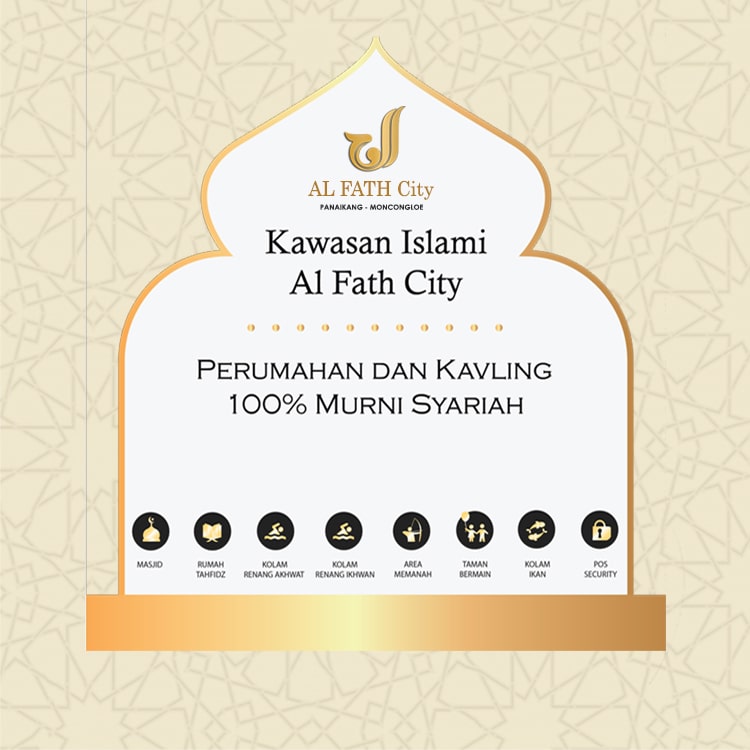 AL FATH City
PANAIKANG - MONCONGLOE
Kawasan Islami
Al Fath City
PERUMAHAN DAN KAVLING
100% MURNI SYARIAH
MASJID
RUMAH
TAHFIDZ
KOLAM
RENANG AKHWAT
KOLAM
RENANG IKHWAN
AREA
MEMANAH
TAMAN
BERMAIN
KOLAM
IKAN
POS
SECURITY